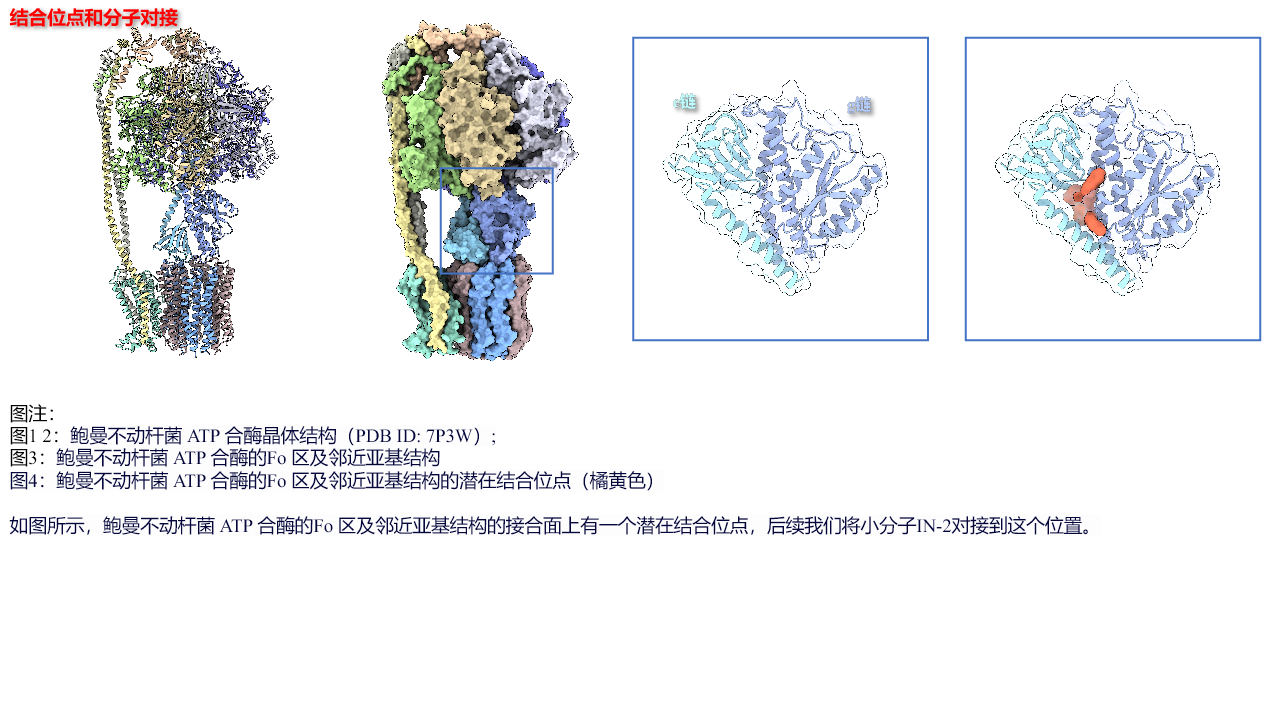 结合位点和分子对接
e链
g链
图注：
图1 2：鲍曼不动杆菌 ATP 合酶晶体结构（PDB ID: 7P3W）;
图3：鲍曼不动杆菌 ATP 合酶的Fo 区及邻近亚基结构
图4：鲍曼不动杆菌 ATP 合酶的Fo 区及邻近亚基结构的潜在结合位点（橘黄色）
如图所示，鲍曼不动杆菌 ATP 合酶的Fo 区及邻近亚基结构的接合面上有一个潜在结合位点，后续我们将小分子IN-2对接到这个位置。